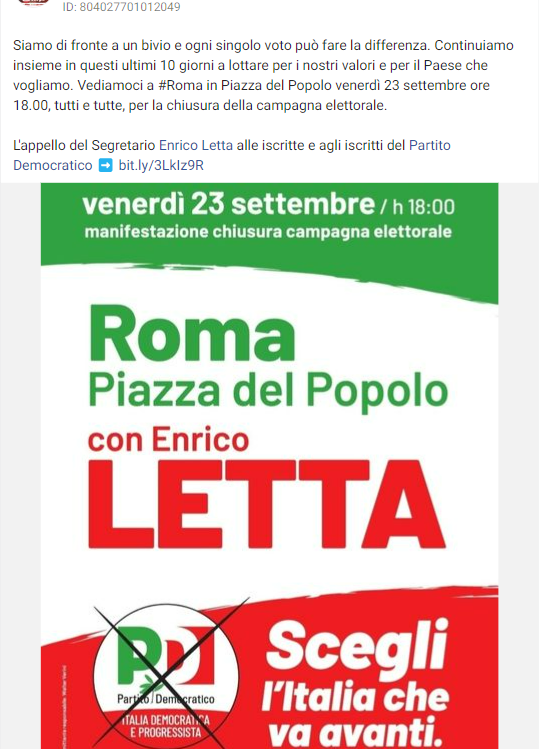 ID: 804027701012049
Siamo di fronte a un bivio e ogni singolo voto può fare la differenza. Continuiamo
insieme in questi ultimi 10 giorni a lottare per i nostri valori e per il Paese che
vogliamo. Vediamoci a #Roma in Piazza del Popolo venerdì 23 settembre ore
18.00, tutti e tutte, per la chiusura della campagna elettorale.
L'appello del Segretario Enrico Letta alle iscritte e agli iscritti del Partito
Democratico ➡ bit.ly/3LkIz9R
venerdì 23 settembre / h 18:00
manifestazione chiusura campagna elettorale
Roma
Piazza del Popolo
con Enrico
LETTA
PD
Partito Democratico
ITALIA DEMOCRATICA
E PROGRESSISTA
Scegli
l'Italia che
va avanti.